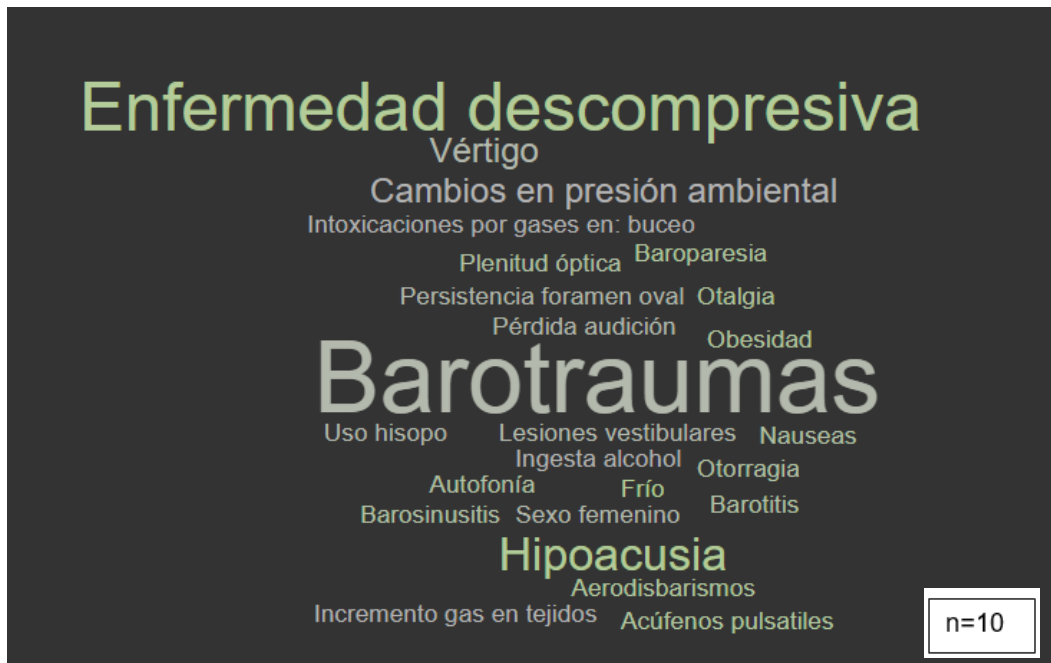 Enfermedad descompresiva
Vértigo
Cambios en presión ambiental
Intoxicaciones por gases en: buceo
Plenitud óptica Baroparesia
Persistencia foramen oval Otalgia
Pérdida audición Obesidad
Barotraumas
Uso hisopo Lesiones vestibulares Nauseas
Ingesta alcohol Otorragia
Autofonía Frío Barotitis
Barosinusitis Sexo femenino
Hipoacusia
Aerodisbarismos
Incremento gas en tejidos Acúfenos pulsatiles
n=10